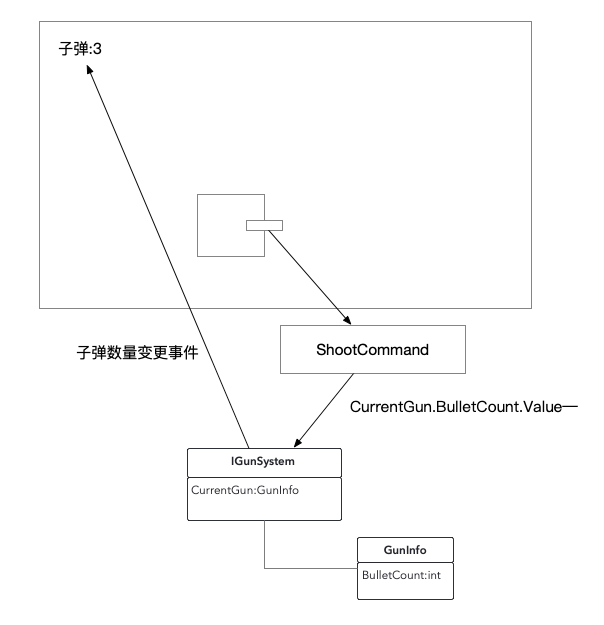 子弹:3
ShootCommand
子弹数量变更事件
CurrentGun.BulletCount.Value—
IGunSystem
CurrentGun:GunInfo
GunInfo
BulletCount:int